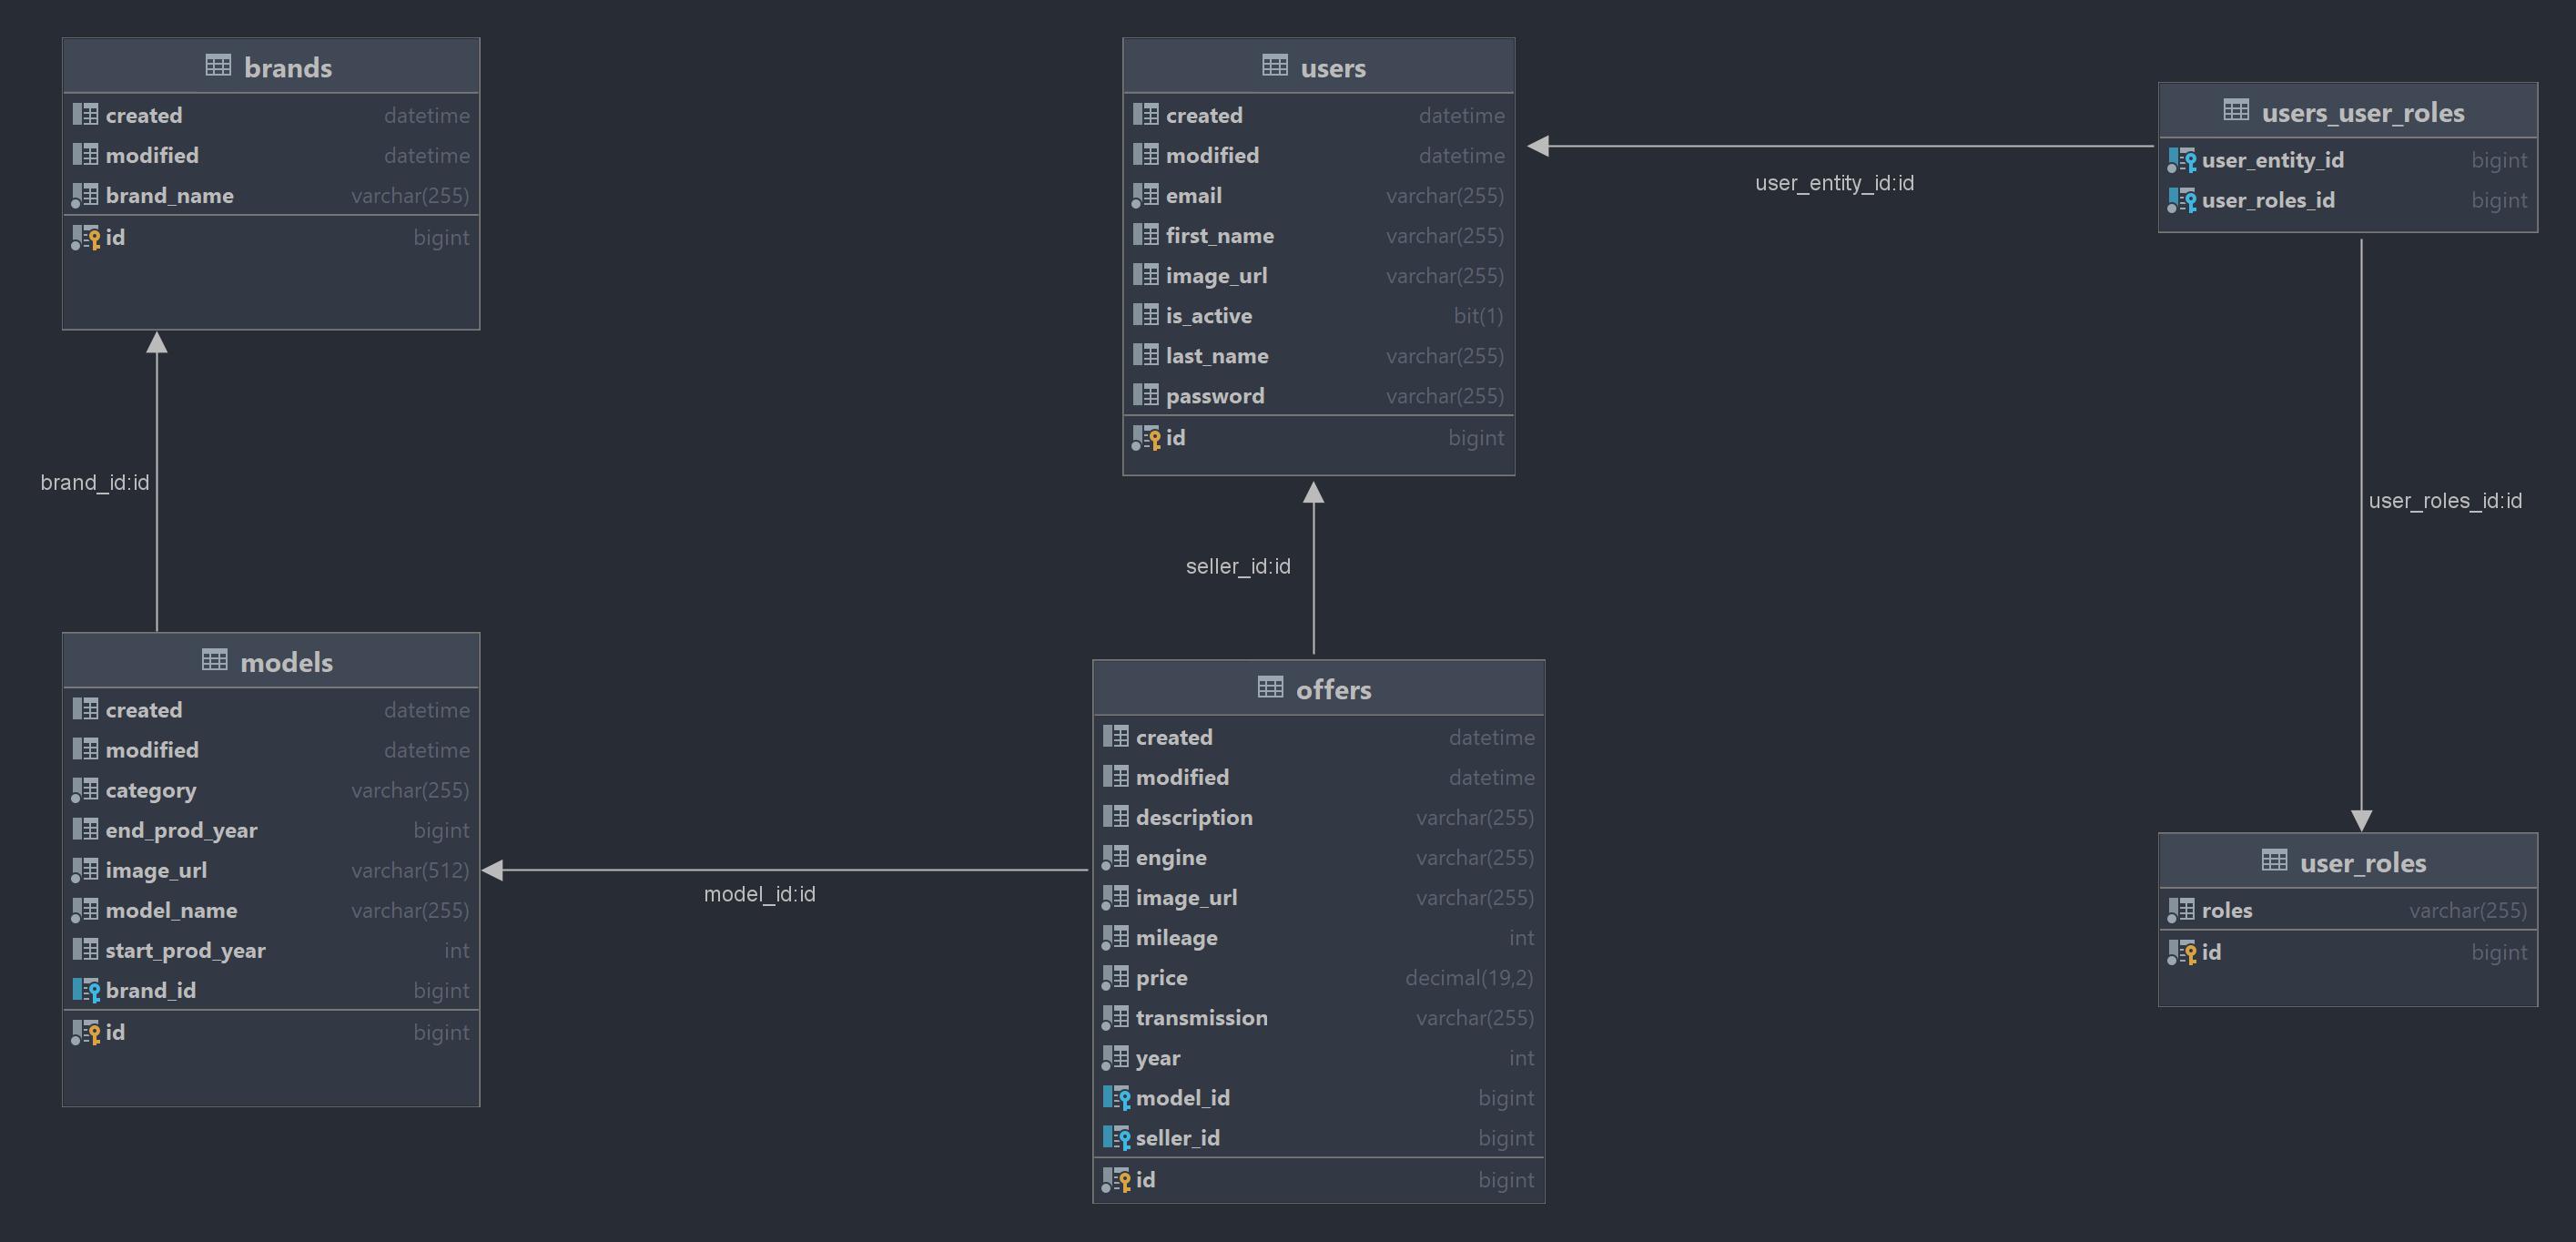 brands
created datetime
modified datetime
brand_name varchar(255)
id bigint
users
created datetime
modified datetime
email varchar(255)
first_name varchar(255)
image_url varchar(255)
is_active bit(1)
last_name varchar(255)
password varchar(255)
id bigint
users_user_roles
user_entity_id bigint
user_roles_id bigint
user_entity_id:id
brand_id:id
seller_id:id
user_roles_id:id
models
created datetime
modified datetime
category varchar(255)
end_prod_year bigint
image_url varchar(512)
model_name varchar(255)
start_prod_year int
brand_id bigint
id bigint
model_id:id
offers
created datetime
modified datetime
description varchar(255)
engine varchar(255)
image_url varchar(255)
mileage int
price decimal(19,2)
transmission varchar(255)
year int
model_id bigint
seller_id bigint
id bigint
user_roles
roles varchar(255)
id bigint